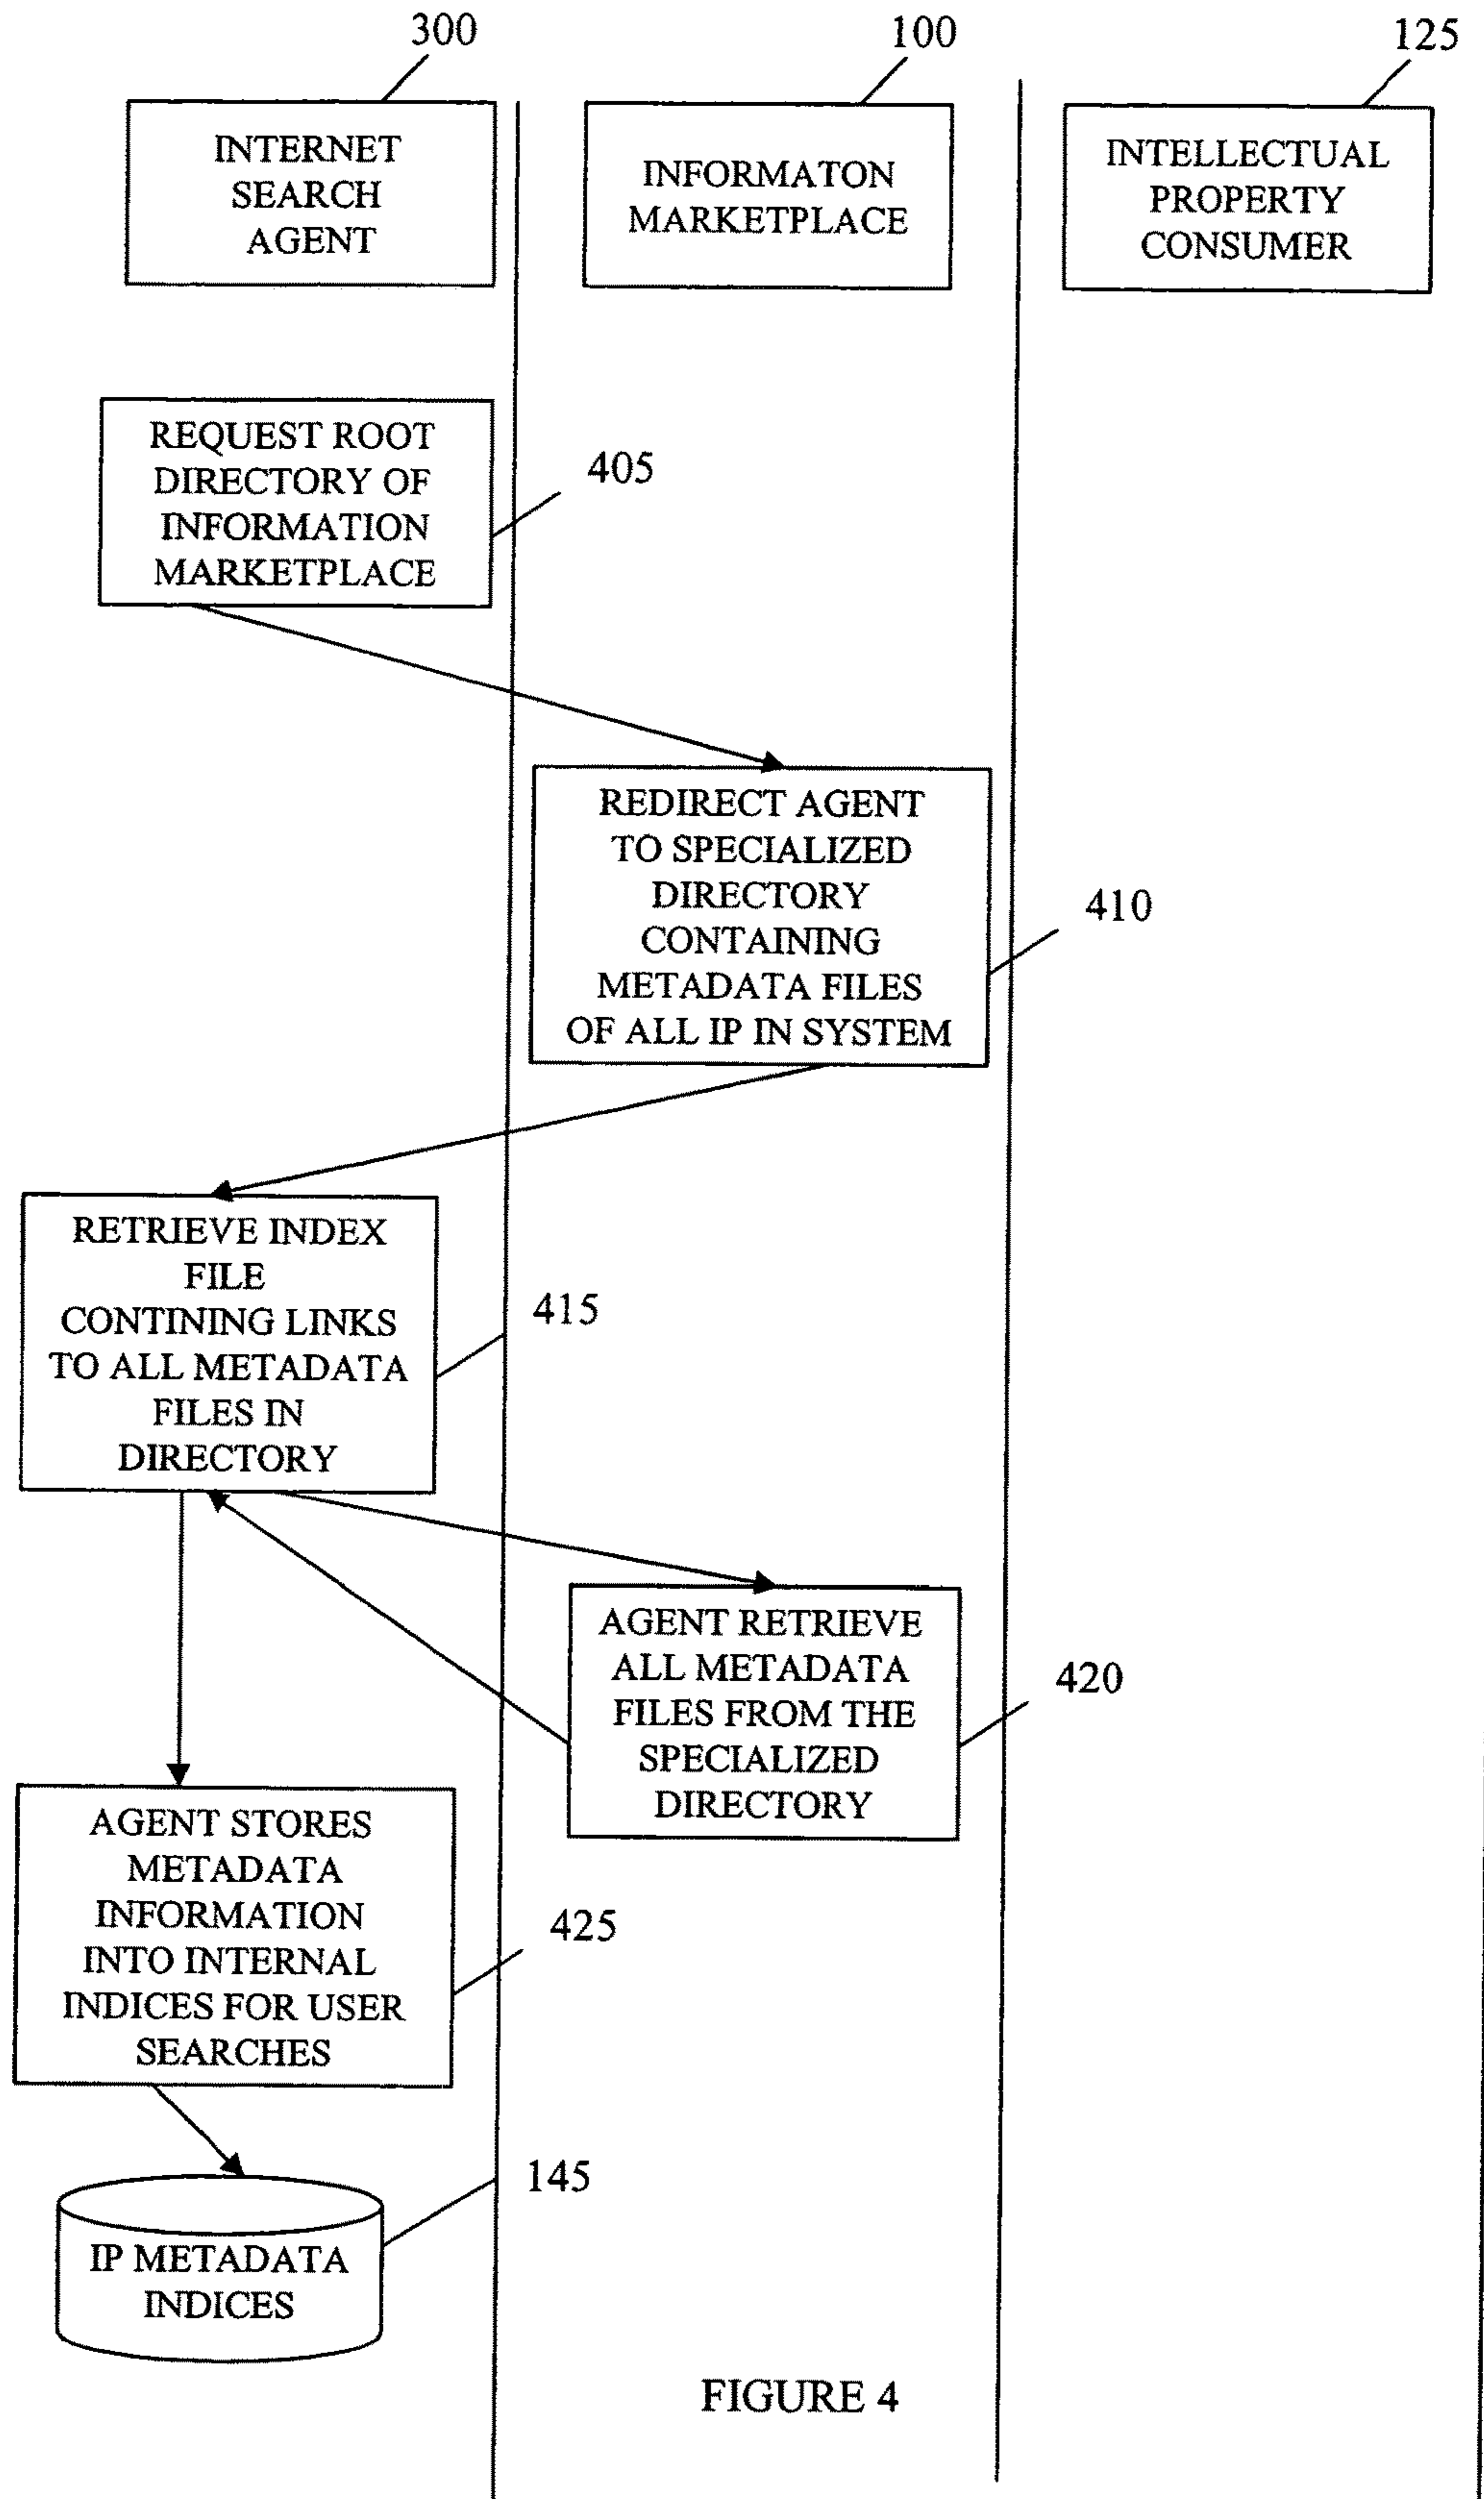 300
100
125
INTERNET
SEARCH
AGENT
INFORMATON
MARKETPLACE
INTELLECTUAL
PROPERTY
CONSUMER
REQUEST ROOT
DIRECTORY OF
INFORMATION
MARKETPLACE
405
REDIRECT AGENT
TO SPECIALIZED
DIRECTORY
CONTAINING
METADATA FILES
OF ALL IP IN SYSTEM
410
RETRIEVE INDEX
FILE
CONTINING LINKS
TO ALL METADATA
FILES IN
DIRECTORY
415
AGENT RETRIEVE
ALL METADATA
FILES FROM THE
SPECIALIZED
DIRECTORY
420
AGENT STORES
METADATA
INFORMATION
INTO INTERNAL
INDICES FOR USER
SEARCHES
425
145
IP METADATA
INDICES
FIGURE 4